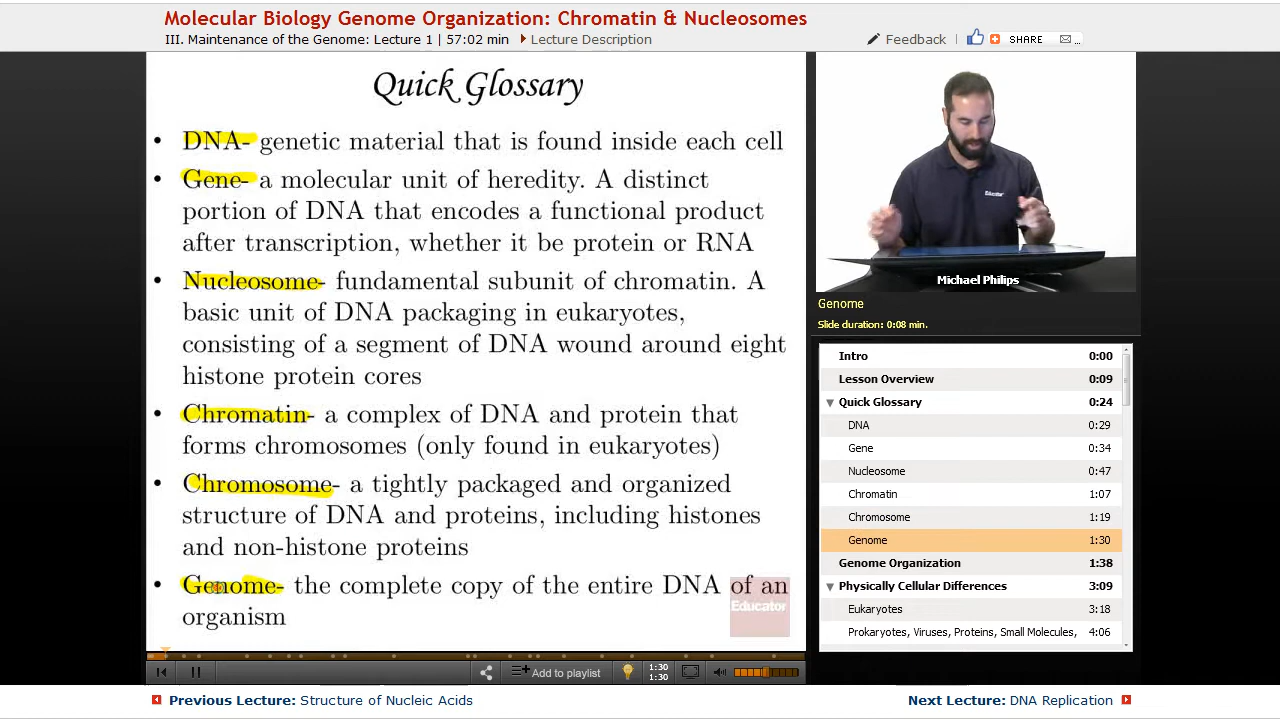 Molecular Biology Genome Organization: Chromatin & Nucleosomes
III. Maintenance of the Genome: Lecture 1 | 57:02 min
Lecture Description
Feedback
SHARE
Quick Glossary
• DNA- genetic material that is found inside each cell
• Gene- a molecular unit of heredity. A distinct
portion of DNA that encodes a functional product
after transcription, whether it be protein or RNA
• Nucleosome- fundamental subunit of chromatin. A
basic unit of DNA packaging in eukaryotes,
consisting of a segment of DNA wound around eight
histone protein cores
• Chromatin- a complex of DNA and protein that
forms chromosomes (only found in eukaryotes)
• Chromosome- a tightly packaged and organized
structure of DNA and proteins, including histones
and non-histone proteins
• Genome- the complete copy of the entire DNA of an
organism
Educator
Educator
Michael Philips
Genome
Slide duration: 0:08 min.
Intro 0:00
Lesson Overview 0:09
Quick Glossary 0:24
DNA 0:29
Gene 0:34
Nucleosome 0:47
Chromatin 1:07
Chromosome 1:19
Genome 1:30
Genome Organization 1:38
Physically Cellular Differences 3:09
Eukaryotes 3:18
Prokaryotes, Viruses, Proteins, Small Molecules, 4:06
Add to playlist
1:30
1:30
Previous Lecture: Structure of Nucleic Acids
Next Lecture: DNA Replication